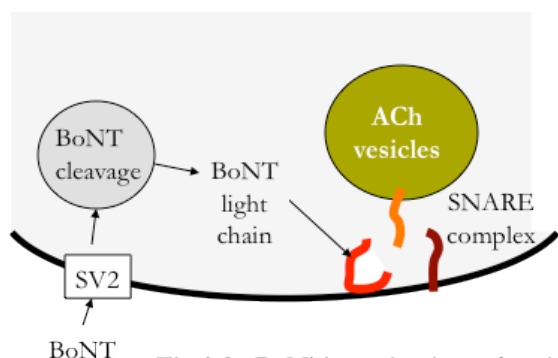 BoNT
cleavage
BoNT
light
chain
ACh
vesicles
SNARE
complex
SV2
BoNT